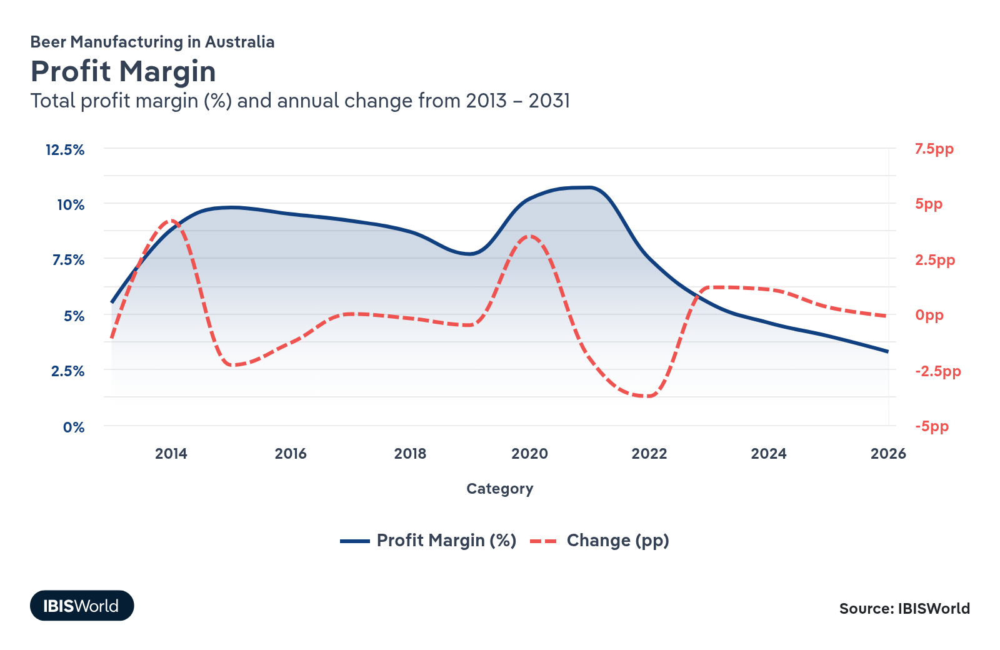 Beer Manufacturing in Australia
Profit Margin
Total profit margin (%) and annual change from 2013 – 2031
12.5%
10%
7.5%
5%
2.5%
0%
7.5pp
5pp
2.5pp
0pp
-2.5pp
-5pp
2014 2016 2018 2020 2022 2024 2026
Category
Profit Margin (%) Change (pp)
IBISWorld
Source: IBISWorld